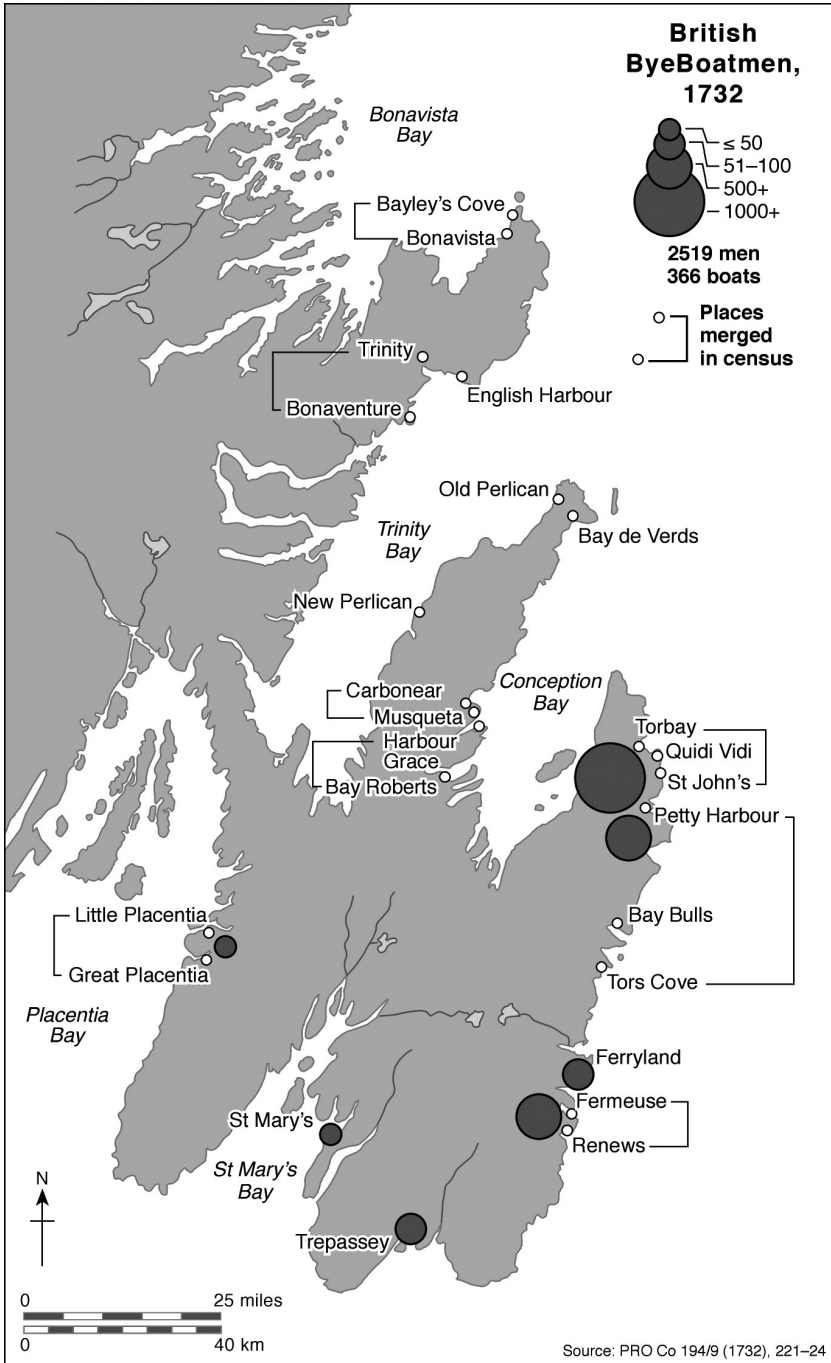 British
ByeBoatmen,
1732
≤ 50
51–100
500+
1000+
2519 men
366 boats
Places
merged
in census
Bonavista
Bay
Bayley's Cove
Bonavista
Trinity
English Harbour
Bonaventure
Old Perlican
Bay de Verds
Trinity
Bay
New Perlican
Conception
Bay
Carbonear
Musqueta
Harbour
Grace
Bay Roberts
Torbay
Quidi Vidi
St John's
Petty Harbour
Bay Bulls
Tors Cove
Little Placentia
Great Placentia
Placentia
Bay
Ferryland
Fermeuse
Renews
St Mary's
St Mary's
Bay
Trepassey
N
0 25 miles
0 40 km
Source: PRO Co 194/9 (1732), 221–24